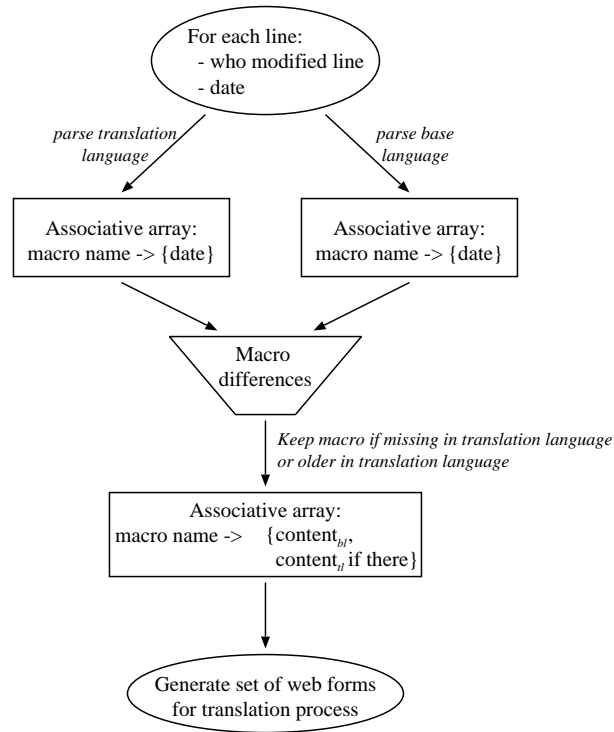 For each line:
- who modified line
- date
parse translation
language
parse base
language
Associative array:
macro name -> {date}
Associative array:
macro name -> {date}
Macro
differences
Keep macro if missing in translation language
or older in translation language
Associative array:
macro name -> {content_bl,
content_tl if there}
Generate set of web forms
for translation process